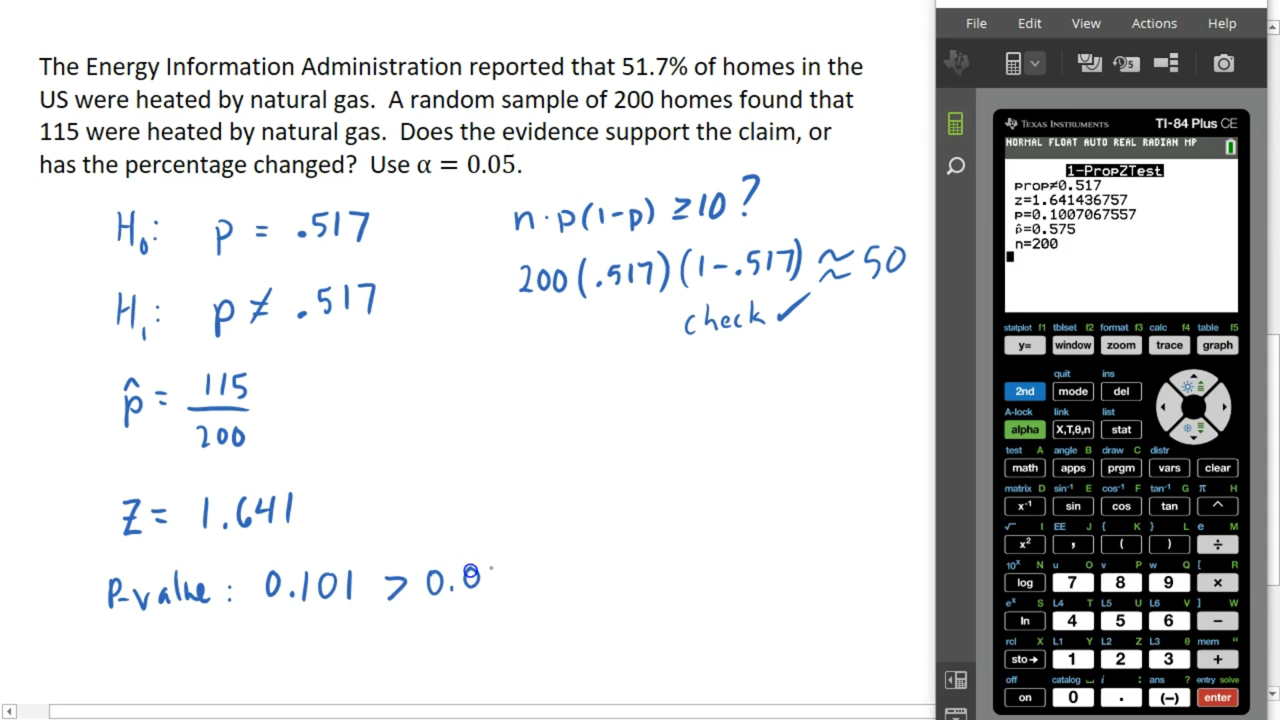 The Energy Information Administration reported that 51.7% of homes in the
US were heated by natural gas. A random sample of 200 homes found that
115 were heated by natural gas. Does the evidence support the claim, or
has the percentage changed? Use α = 0.05.
H₀: p = .517
H₁: p ≠ .517
p̂ = 115/200
Z = 1.641
P-value: 0.101 > 0.0
n·p(1-p) ≥10?
200(.517)(1-.517) ≈ 50
check ✓
File Edit View Actions Help
TEXAS INSTRUMENTS TI-84 Plus CE
NORMAL FLOAT AUTO REAL RADIAN MP
1-PropZTest
prop≠0.517
z=1.641436757
p=0.1007067557
p̂=0.575
n=200
statplot f1 tblset f2 format f3 calc f4 table f5
y= window zoom trace graph
quit ins
2nd mode del
A-lock link list
alpha X,T,θ,n stat
test A angle B draw C distr
math apps prgm vars clear
matrix D sin⁻¹ E cos⁻¹ F tan⁻¹ G π H
x⁻¹ sin cos tan ^
√ I EE J { K } L e M
x² , ( ) ÷
10ˣ N u O v P w Q [ R
log 7 8 9 ×
eˣ S L4 T L5 U L6 V ] W
ln 4 5 6 −
rcl X L1 Y L2 Z L3 θ mem "
sto→ 1 2 3 +
off catalog ⎵ i : ans ? entry solve
on 0 . (−) enter